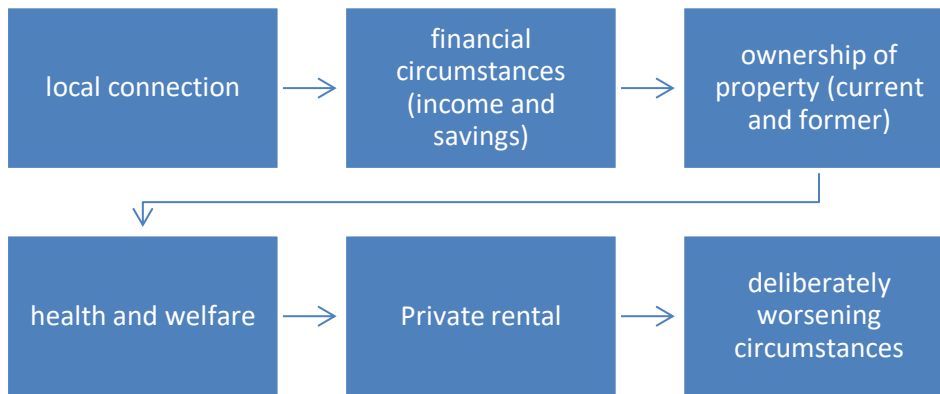 local connection
financial
circumstances
(income and
savings)
ownership of
property (current
and former)
health and welfare
Private rental
deliberately
worsening
circumstances